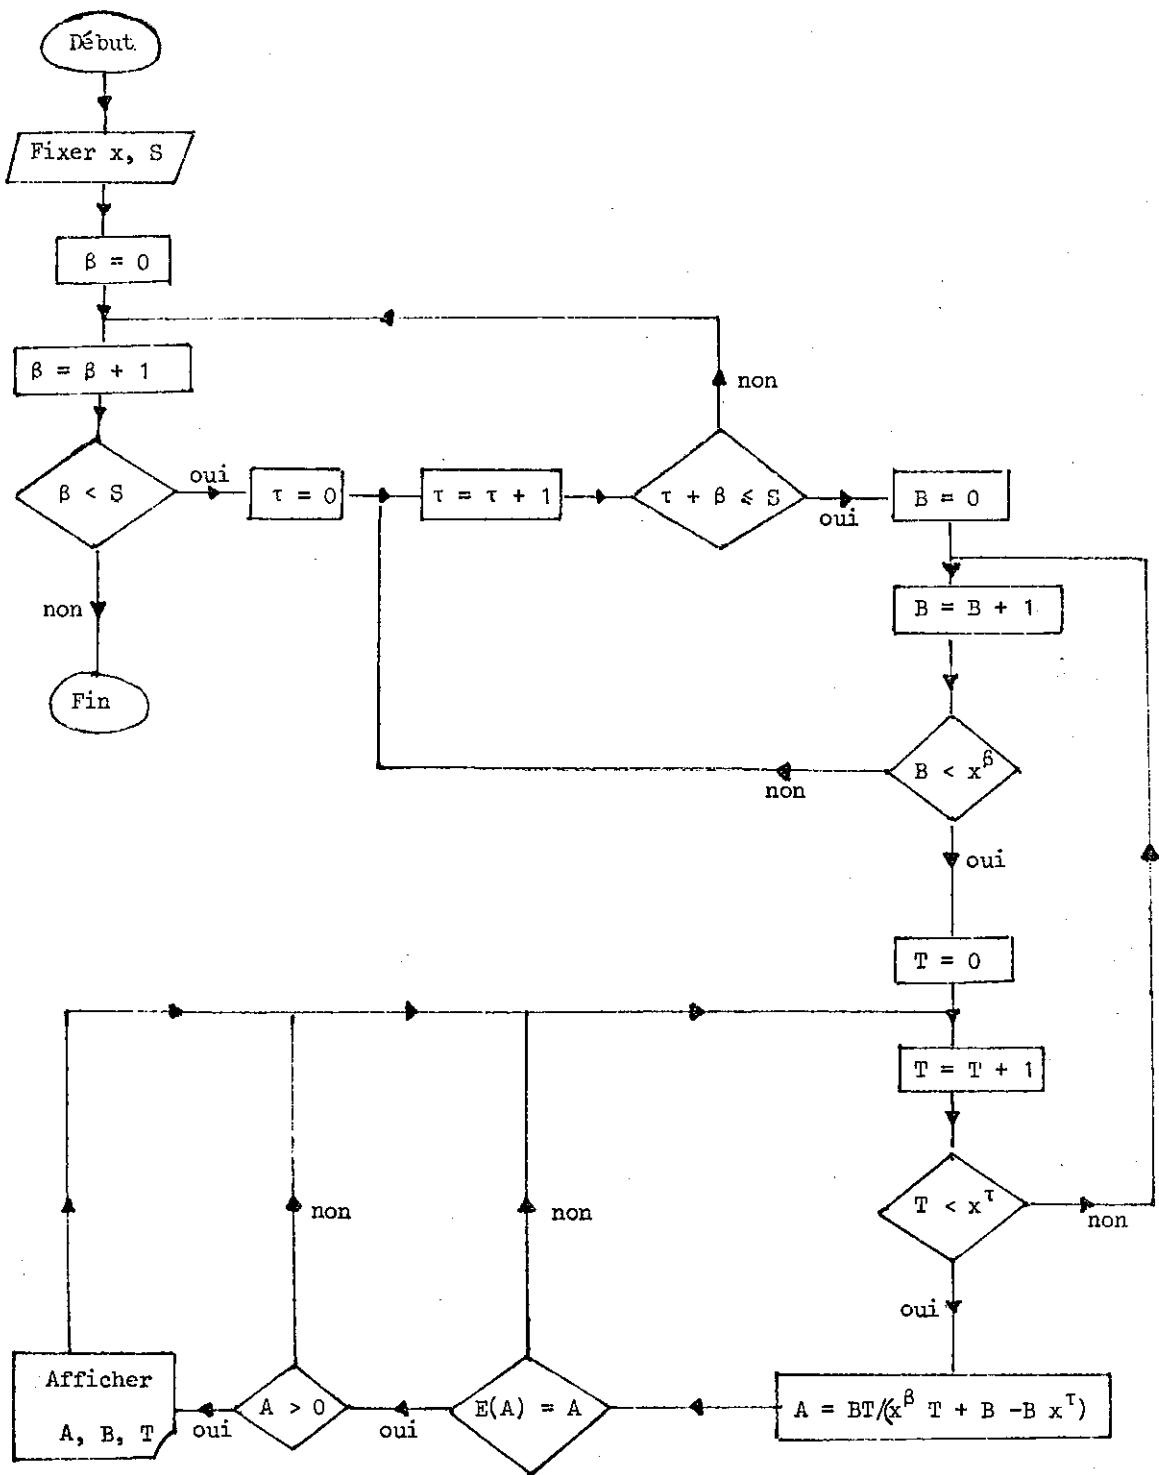 Début
Fixer x, S
β = 0
β = β + 1
non
β < S
oui
τ = 0
τ = τ + 1
τ + β ⩽ S
oui
B = 0
B = B + 1
non
Fin
B < x^β
non
oui
T = 0
T = T + 1
T < x^τ
non
non
non
oui
Afficher
A, B, T
oui
A > 0
oui
E(A) = A
A = BT/(x^β T + B -B x^τ)